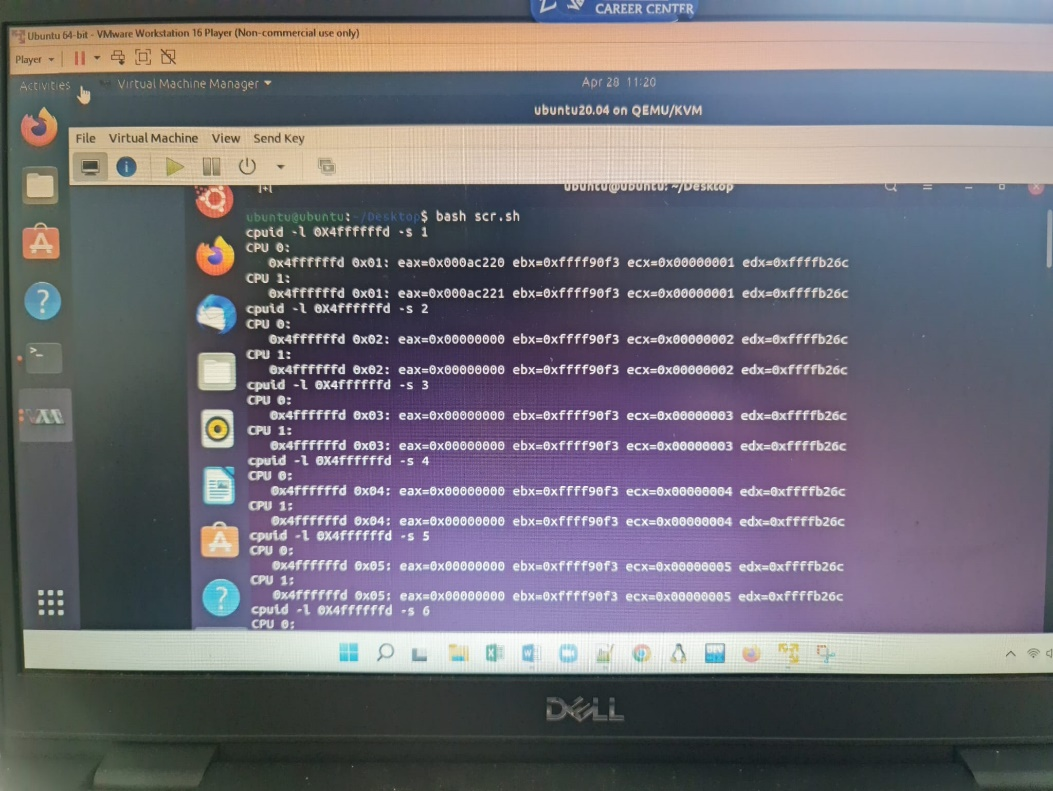 CAREER CENTER
Ubuntu 64-bit - VMware Workstation 16 Player (Non-commercial use only)
Player
Activities Virtual Machine Manager Apr 28 11:20
ubuntu20.04 on QEMU/KVM
File Virtual Machine View Send Key
ubuntu@ubuntu: ~/Desktop
ubuntu@ubuntu:~/Desktop$ bash scr.sh
cpuid -l 0X4ffffffd -s 1
CPU 0:
0x4ffffffd 0x01: eax=0x000ac220 ebx=0xffff90f3 ecx=0x00000001 edx=0xffffb26c
CPU 1:
0x4ffffffd 0x01: eax=0x000ac221 ebx=0xffff90f3 ecx=0x00000001 edx=0xffffb26c
cpuid -l 0X4ffffffd -s 2
CPU 0:
0x4ffffffd 0x02: eax=0x00000000 ebx=0xffff90f3 ecx=0x00000002 edx=0xffffb26c
CPU 1:
0x4ffffffd 0x02: eax=0x00000000 ebx=0xffff90f3 ecx=0x00000002 edx=0xffffb26c
cpuid -l 0X4ffffffd -s 3
CPU 0:
0x4ffffffd 0x03: eax=0x00000000 ebx=0xffff90f3 ecx=0x00000003 edx=0xffffb26c
CPU 1:
0x4ffffffd 0x03: eax=0x00000000 ebx=0xffff90f3 ecx=0x00000003 edx=0xffffb26c
cpuid -l 0X4ffffffd -s 4
CPU 0:
0x4ffffffd 0x04: eax=0x00000000 ebx=0xffff90f3 ecx=0x00000004 edx=0xffffb26c
CPU 1:
0x4ffffffd 0x04: eax=0x00000000 ebx=0xffff90f3 ecx=0x00000004 edx=0xffffb26c
cpuid -l 0X4ffffffd -s 5
CPU 0:
0x4ffffffd 0x05: eax=0x00000000 ebx=0xffff90f3 ecx=0x00000005 edx=0xffffb26c
CPU 1:
0x4ffffffd 0x05: eax=0x00000000 ebx=0xffff90f3 ecx=0x00000005 edx=0xffffb26c
cpuid -l 0X4ffffffd -s 6
CPU 0:
DELL